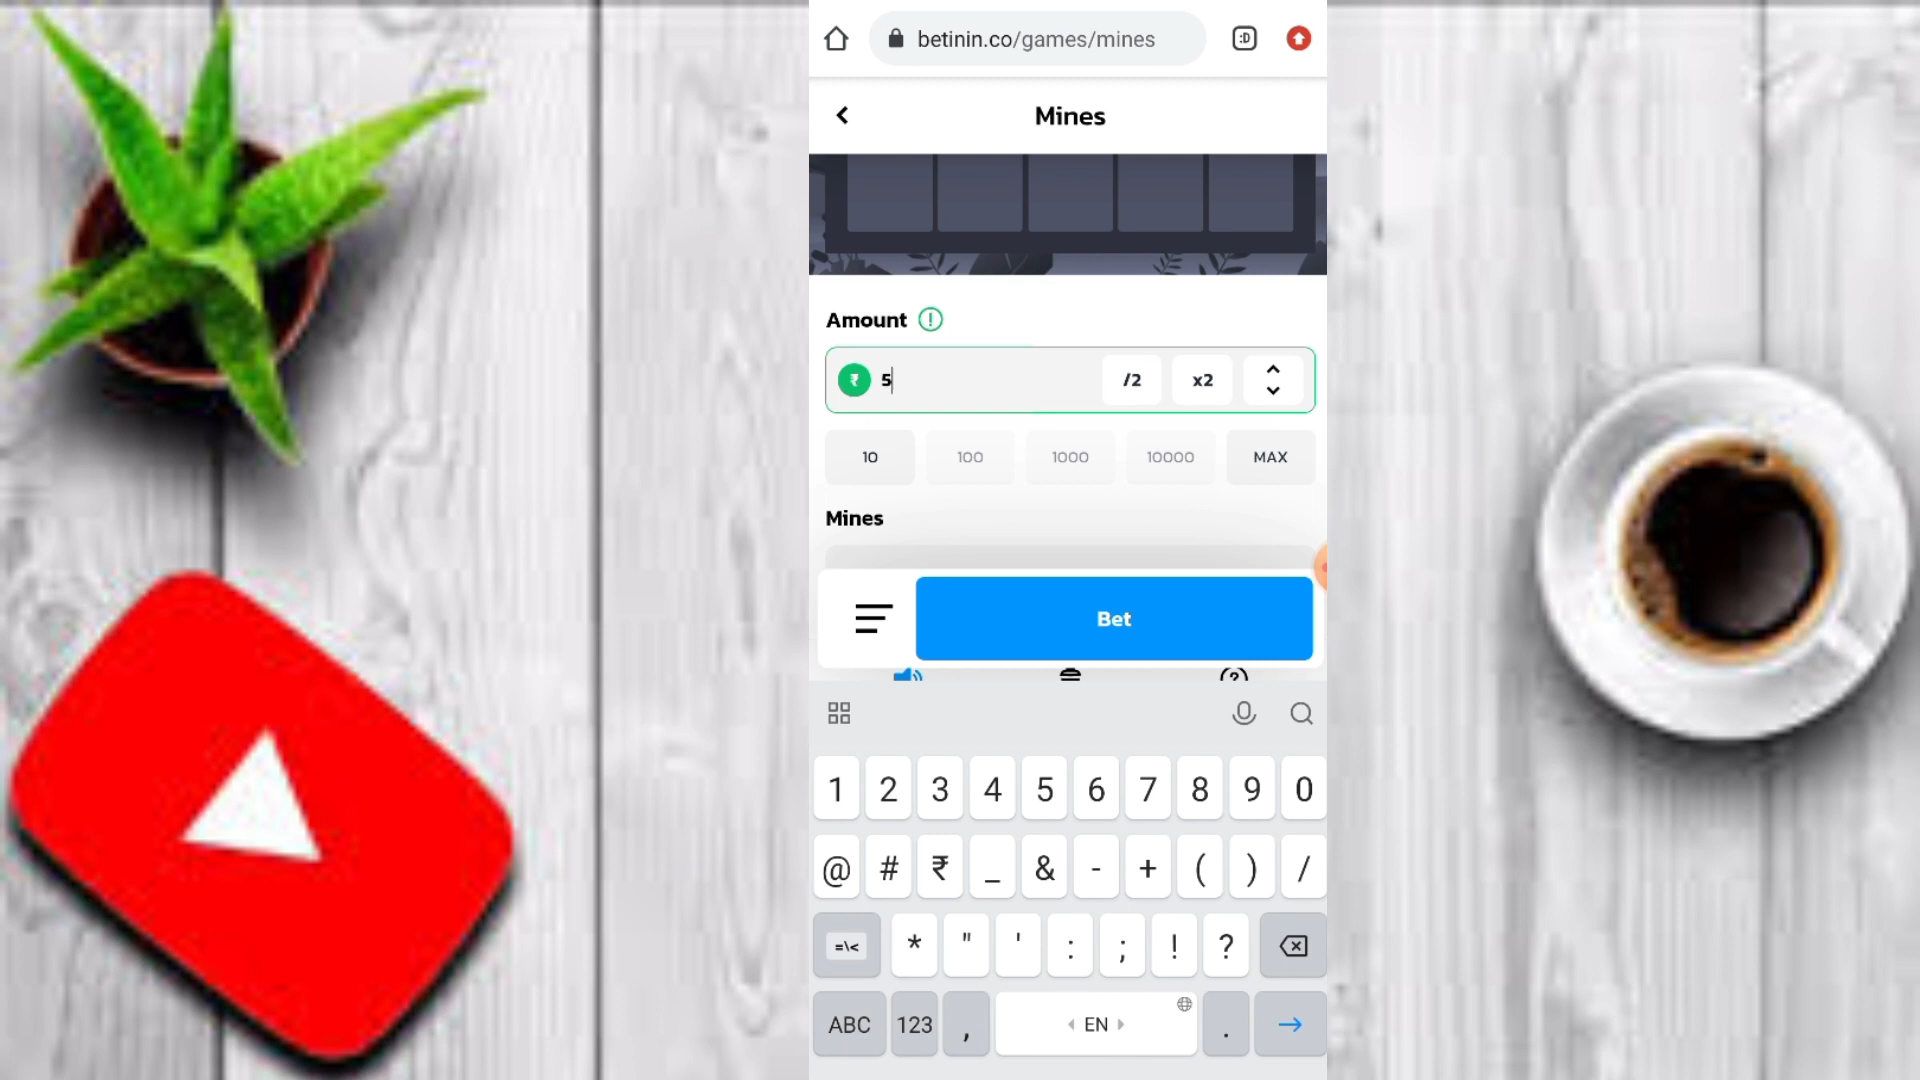 betinin.co/games/mines
:D
Mines
Amount !
₹ 5 /2 x2
10 100 1000 10000 MAX
Mines
Bet
1 2 3 4 5 6 7 8 9 0
@ # ₹ _ & - + ( ) /
=\< * " ' : ; ! ?
ABC 123 , EN .